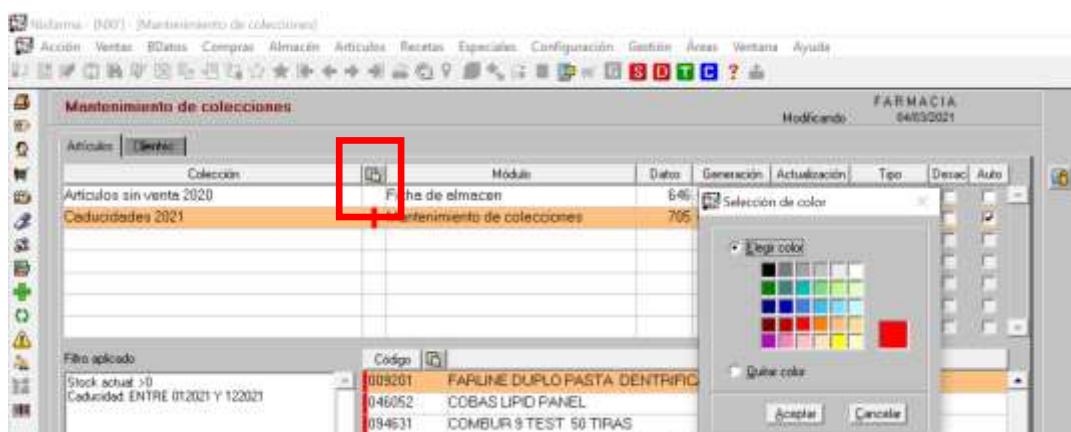 Nixfarma - [N00] - [Mantenimiento de colecciones]
Acción Ventas BDatos Compras Almacén Artículos Recetas Especiales Configuración Gestión Áreas Ventana Ayuda
S D T C ?
Mantenimiento de colecciones
Modificando
FARMACIA
04/03/2021
Artículos Clientes
Colección Módulo Datos Generación Actualización Tipo Desac Auto
Artículos sin venta 2020 Ficha de almacen 646
Caducidades 2021 Mantenimiento de colecciones 705
Selección de color
Elegir color
Quitar color
Aceptar Cancelar
Filtro aplicado
Stock actual >0
Caducidad: ENTRE 012021 Y 122021
Código
009201 FARLINE DUPLO PASTA DENTRIFIC
046052 COBAS LIPID PANEL
094631 COMBUR 9 TEST 50 TIRAS